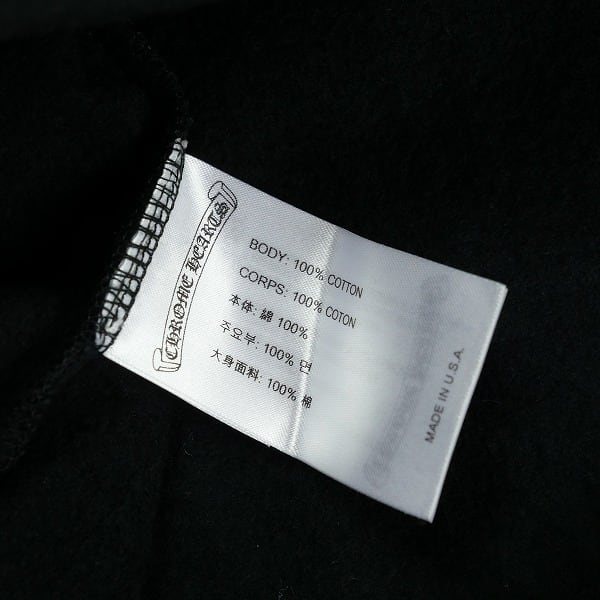 CHROME HEARTS
BODY: 100% COTTON
CORPS: 100% COTON
本体: 綿 100%
주요부: 100% 면
大身面料: 100% 棉
MADE IN U.S.A.